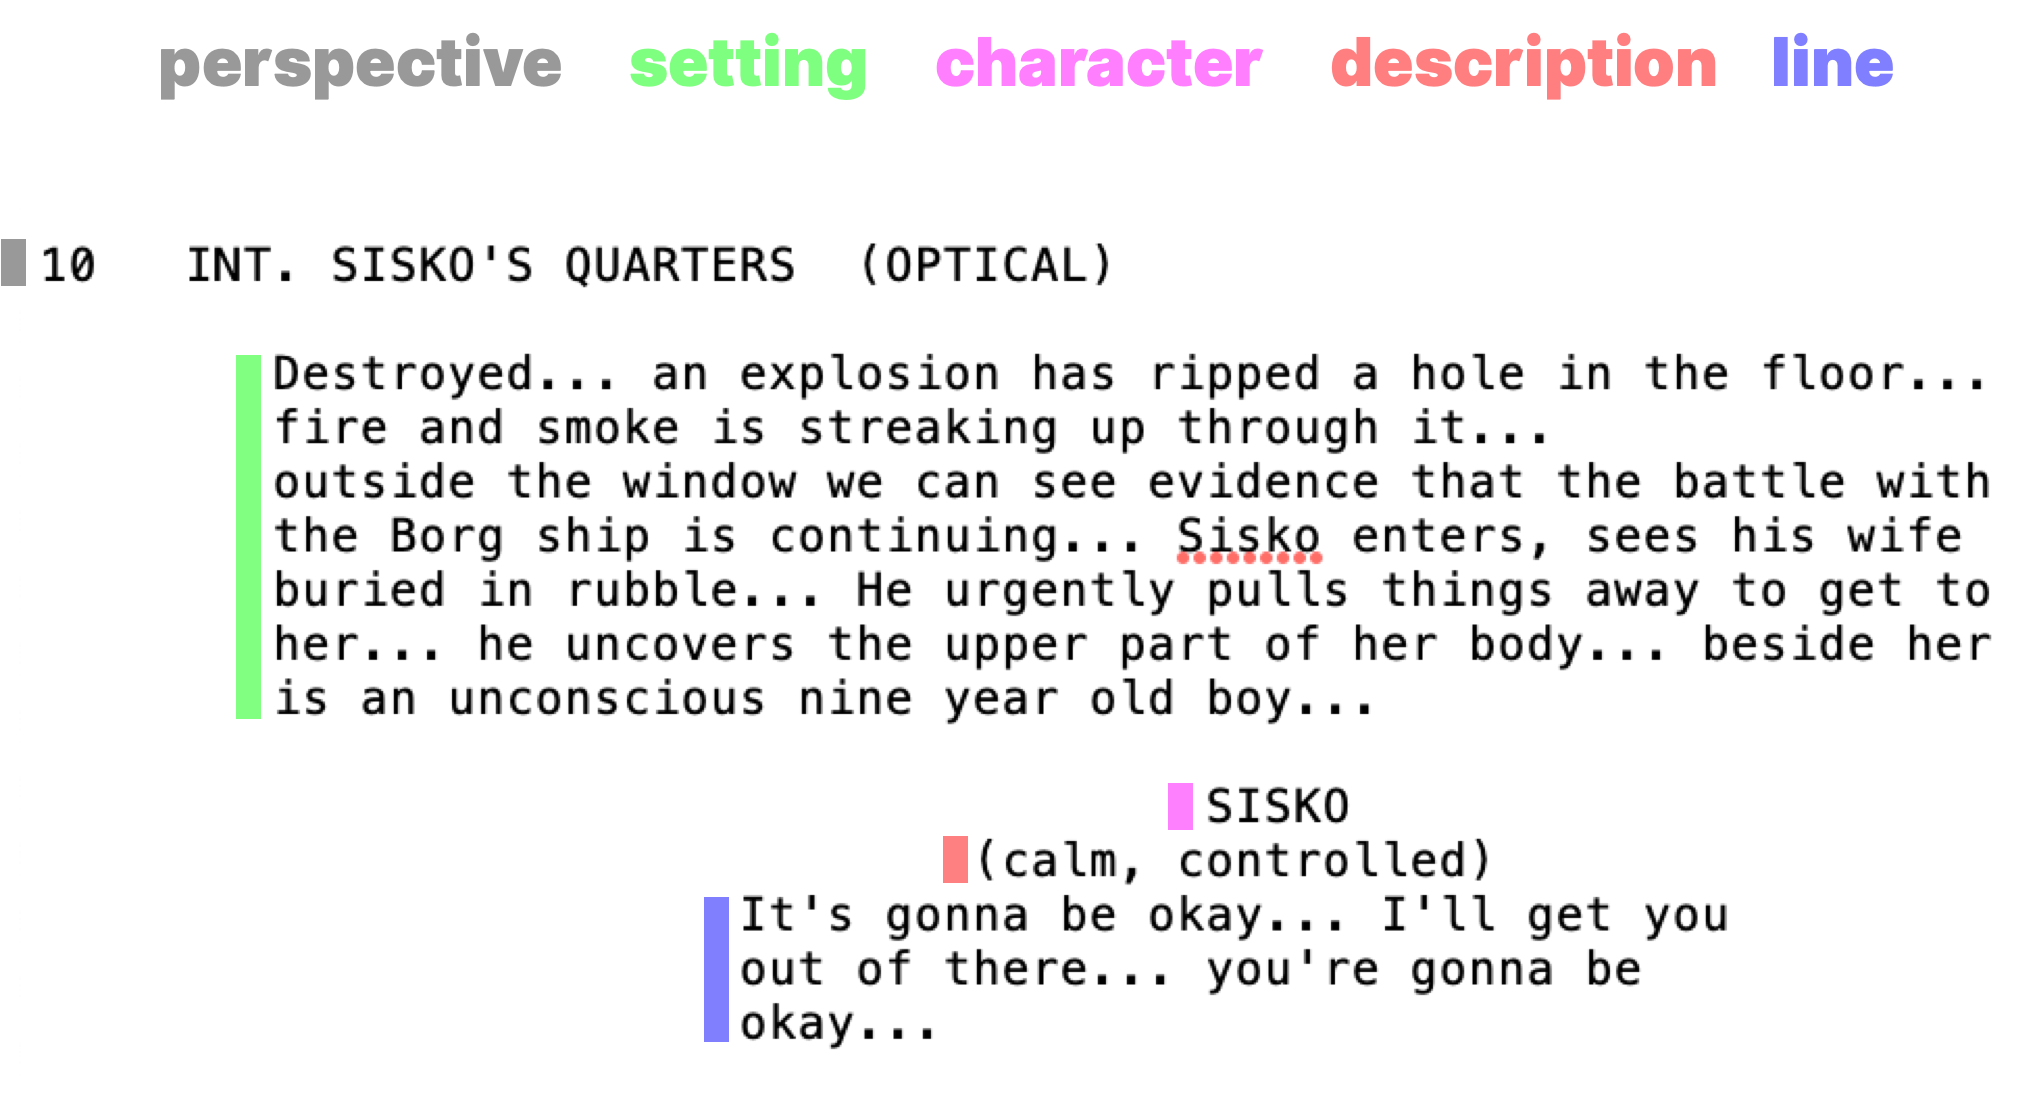 perspective setting character description line
10 INT. SISKO'S QUARTERS (OPTICAL)
Destroyed... an explosion has ripped a hole in the floor...
fire and smoke is streaking up through it...
outside the window we can see evidence that the battle with
the Borg ship is continuing... Sisko enters, sees his wife
buried in rubble... He urgently pulls things away to get to
her... he uncovers the upper part of her body... beside her
is an unconscious nine year old boy...
SISKO
(calm, controlled)
It's gonna be okay... I'll get you
out of there... you're gonna be
okay...